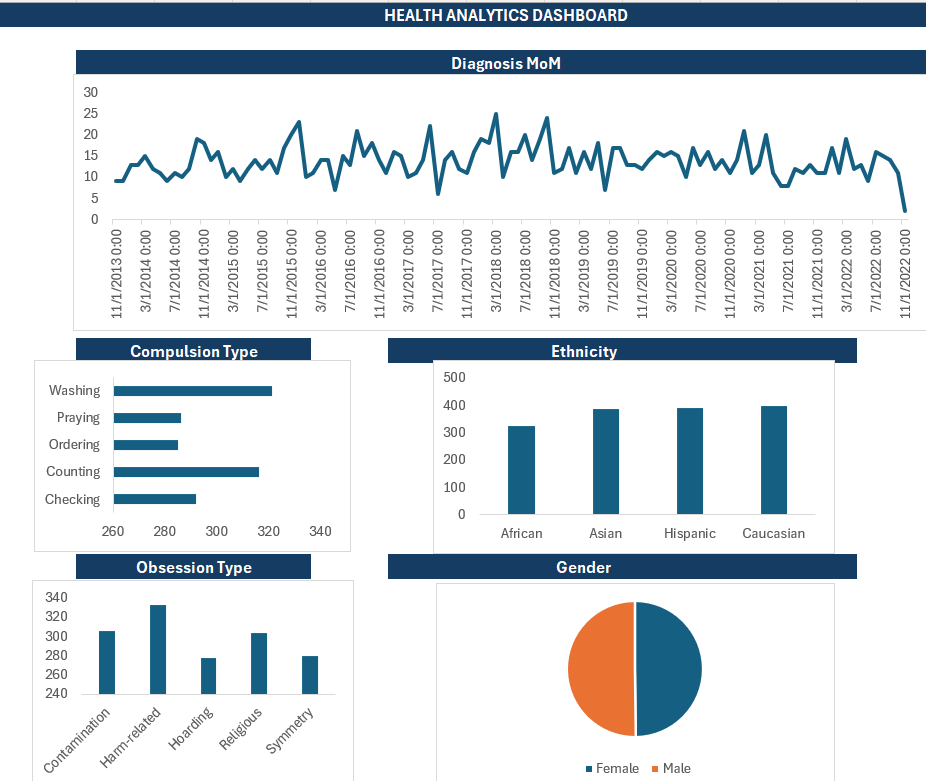 HEALTH ANALYTICS DASHBOARD
Diagnosis MoM
30
25
20
15
10
5
0
11/1/2013 0:00
3/1/2014 0:00
7/1/2014 0:00
11/1/2014 0:00
3/1/2015 0:00
7/1/2015 0:00
11/1/2015 0:00
3/1/2016 0:00
7/1/2016 0:00
11/1/2016 0:00
3/1/2017 0:00
7/1/2017 0:00
11/1/2017 0:00
3/1/2018 0:00
7/1/2018 0:00
11/1/2018 0:00
3/1/2019 0:00
7/1/2019 0:00
11/1/2019 0:00
3/1/2020 0:00
7/1/2020 0:00
11/1/2020 0:00
3/1/2021 0:00
7/1/2021 0:00
11/1/2021 0:00
3/1/2022 0:00
7/1/2022 0:00
11/1/2022 0:00
Compulsion Type
Washing
Praying
Ordering
Counting
Checking
260 280 300 320 340
Ethnicity
500
400
300
200
100
0
African Asian Hispanic Caucasian
Obsession Type
340
320
300
280
260
240
Contamination
Harm-related
Hoarding
Religious
Symmetry
Gender
Female Male